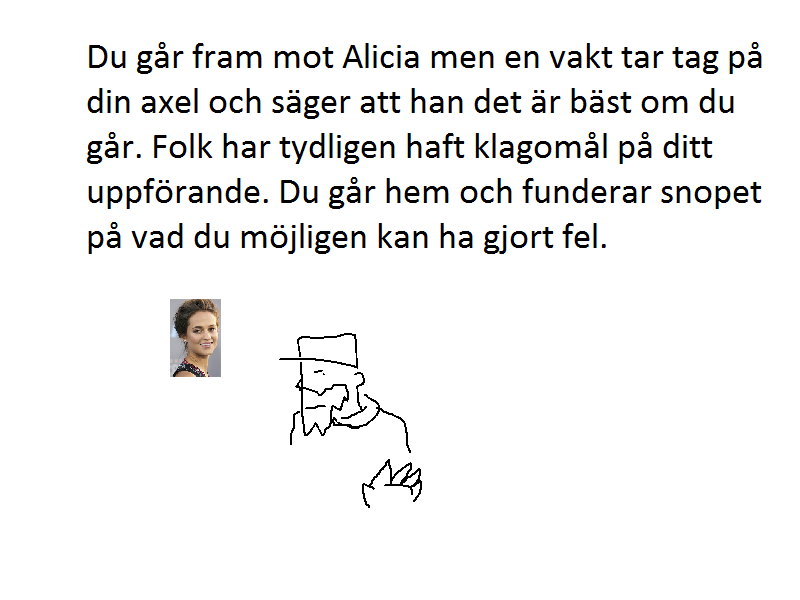 Du går fram mot Alicia men en vakt tar tag på
din axel och säger att han det är bäst om du
går. Folk har tydligen haft klagomål på ditt
uppförande. Du går hem och funderar snopet
på vad du möjligen kan ha gjort fel.